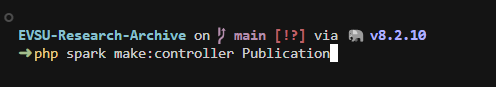 EVSU-Research-Archive on main [!?] via v8.2.10
➜php spark make:controller Publication